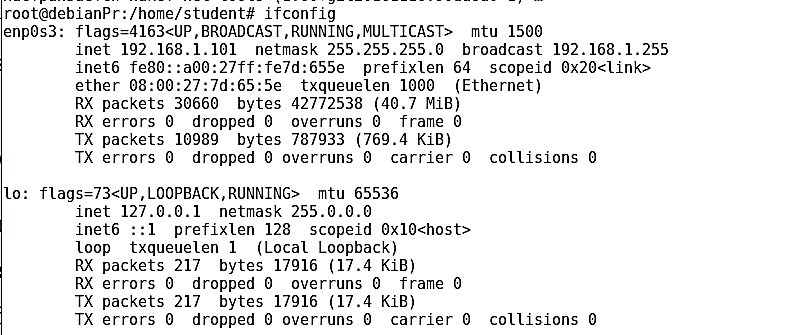 root@debianPr:/home/student# ifconfig
enp0s3: flags=4163<UP,BROADCAST,RUNNING,MULTICAST>  mtu 1500
        inet 192.168.1.101  netmask 255.255.255.0  broadcast 192.168.1.255
        inet6 fe80::a00:27ff:fe7d:655e  prefixlen 64  scopeid 0x20<link>
        ether 08:00:27:7d:65:5e  txqueuelen 1000  (Ethernet)
        RX packets 30660  bytes 42772538 (40.7 MiB)
        RX errors 0  dropped 0  overruns 0  frame 0
        TX packets 10989  bytes 787933 (769.4 KiB)
        TX errors 0  dropped 0 overruns 0  carrier 0  collisions 0

lo: flags=73<UP,LOOPBACK,RUNNING>  mtu 65536
        inet 127.0.0.1  netmask 255.0.0.0
        inet6 ::1  prefixlen 128  scopeid 0x10<host>
        loop  txqueuelen 1  (Local Loopback)
        RX packets 217  bytes 17916 (17.4 KiB)
        RX errors 0  dropped 0  overruns 0  frame 0
        TX packets 217  bytes 17916 (17.4 KiB)
        TX errors 0  dropped 0 overruns 0  carrier 0  collisions 0